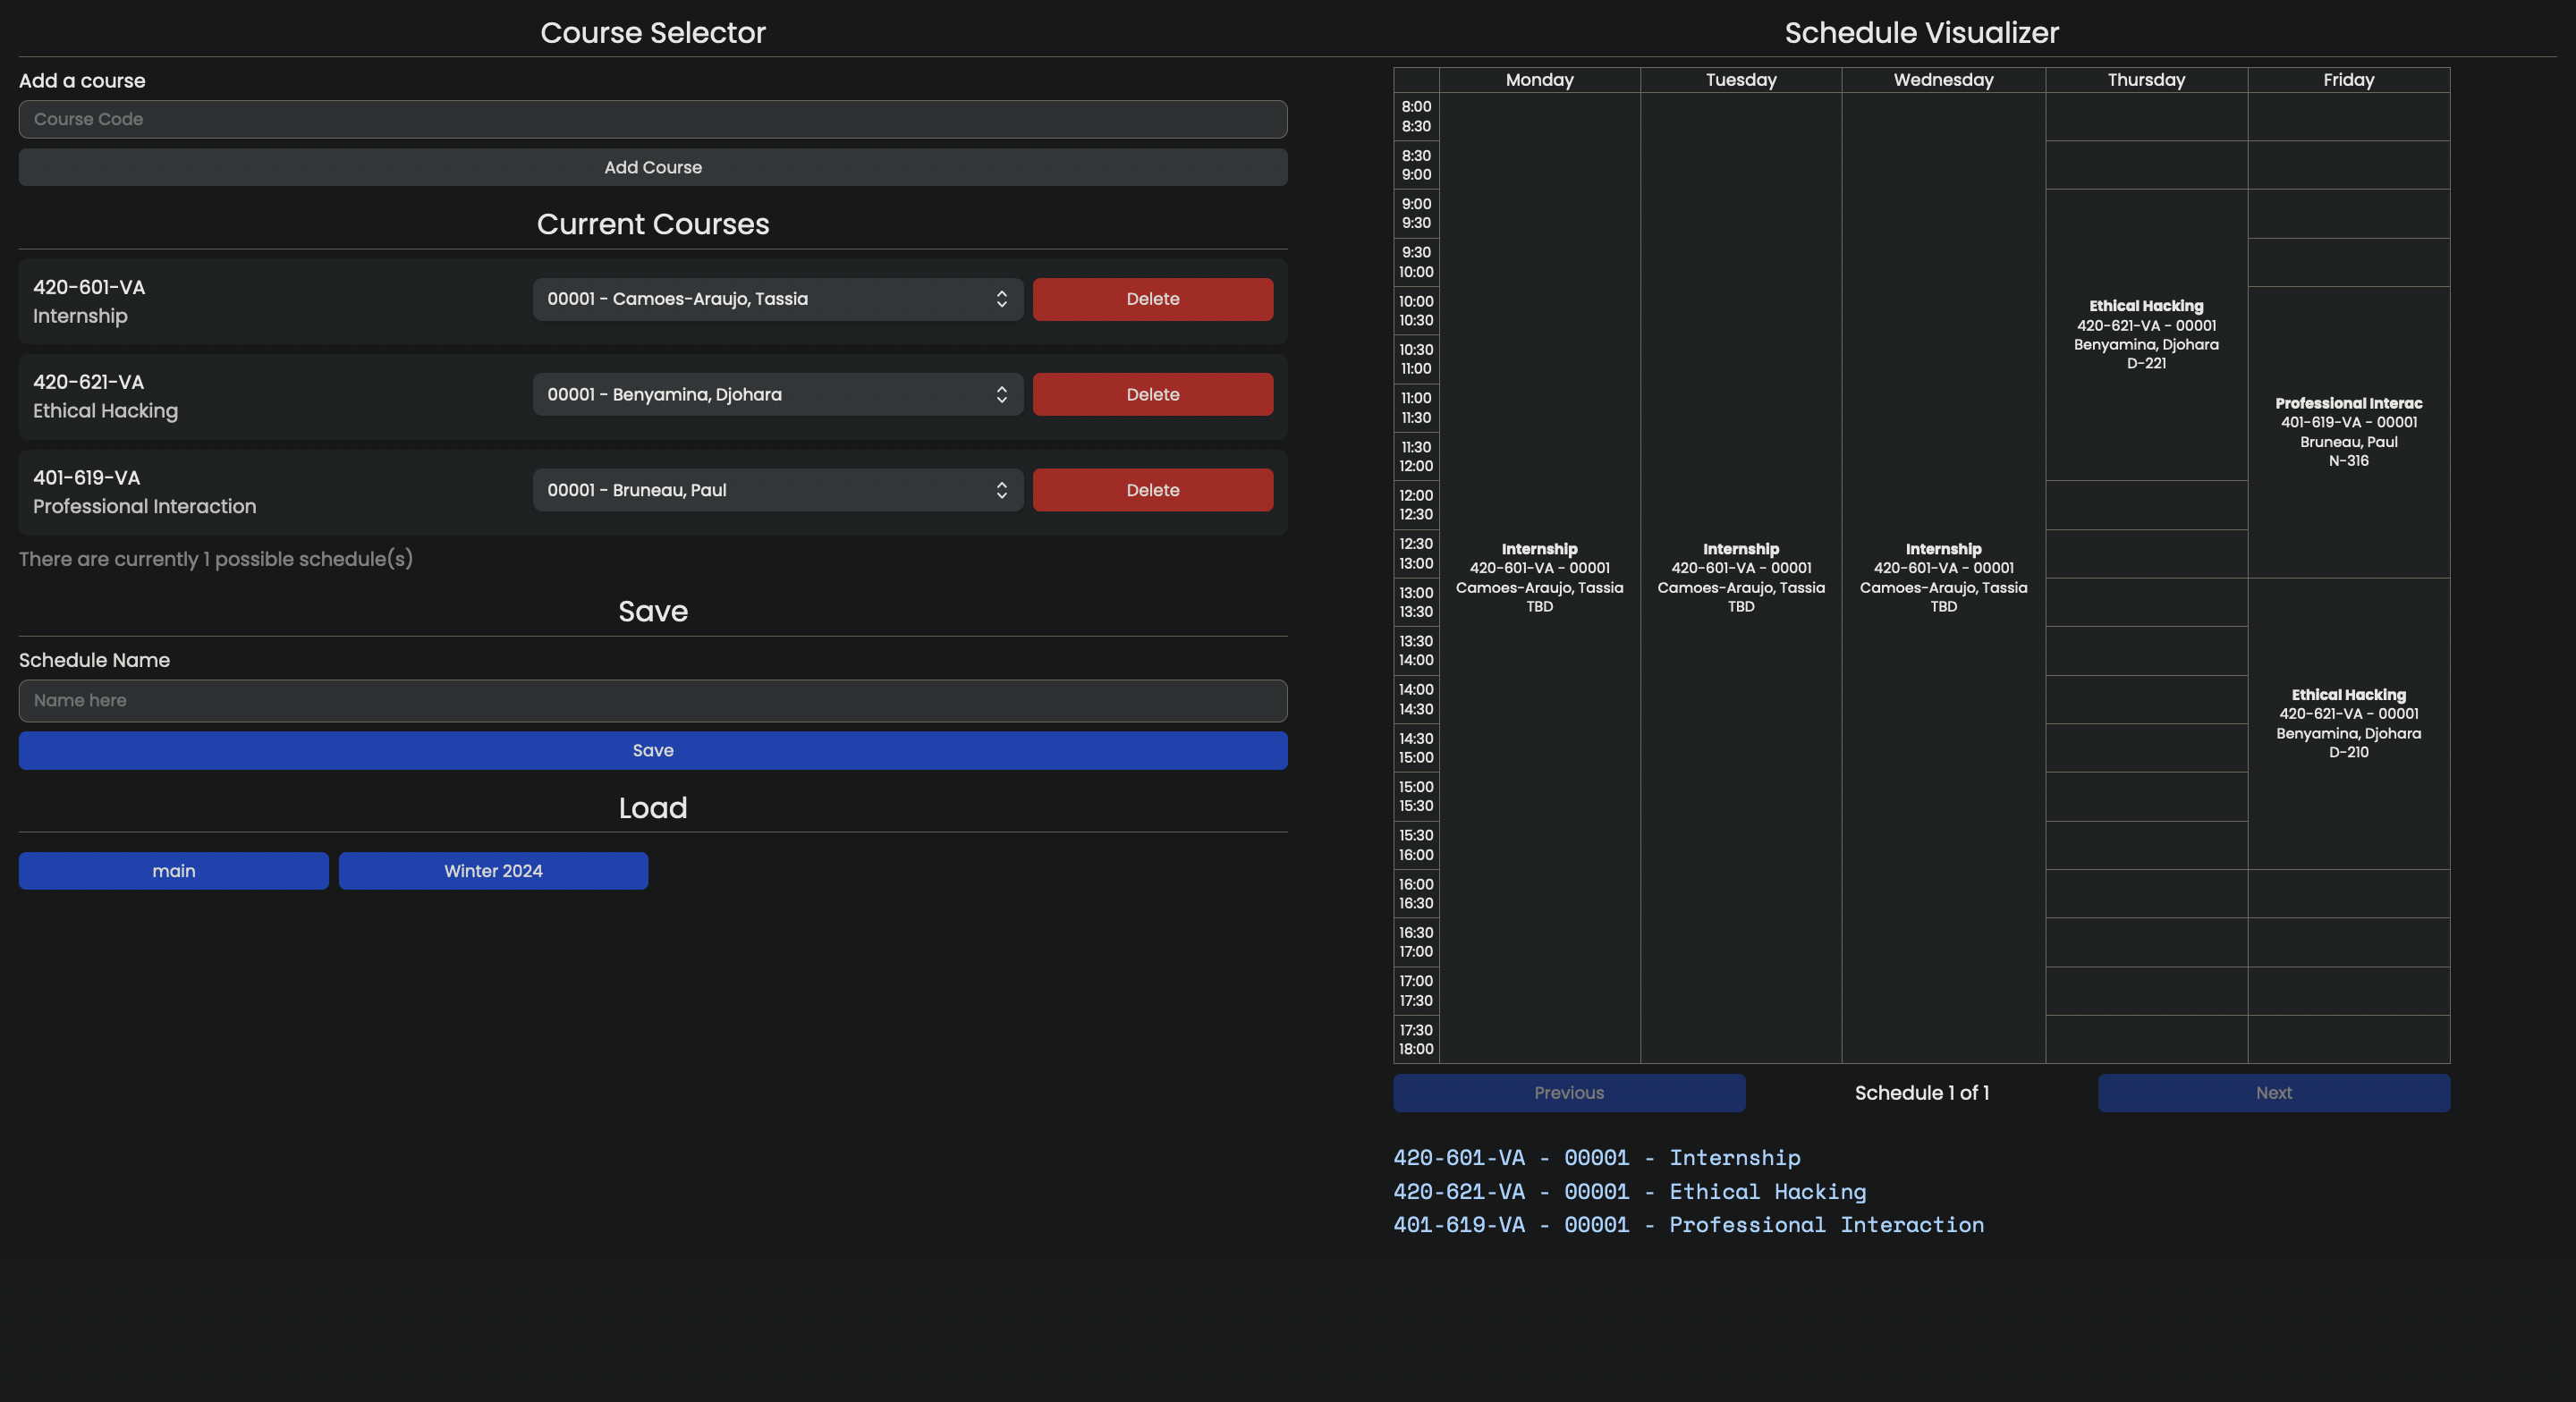 Course Selector
Add a course
Course Code
Add Course
Current Courses
420-601-VA
Internship
00001 - Camoes-Araujo, Tassia
Delete
420-621-VA
Ethical Hacking
00001 - Benyamina, Djohara
Delete
401-619-VA
Professional Interaction
00001 - Bruneau, Paul
Delete
There are currently 1 possible schedule(s)
Save
Schedule Name
Name here
Save
Load
main Winter 2024
Schedule Visualizer
Monday Tuesday Wednesday Thursday Friday
8:00
8:30
8:30
9:00
9:00
9:30
9:30
10:00
10:00
10:30
10:30
11:00
11:00
11:30
11:30
12:00
12:00
12:30
12:30
13:00
13:00
13:30
13:30
14:00
14:00
14:30
14:30
15:00
15:00
15:30
15:30
16:00
16:00
16:30
16:30
17:00
17:00
17:30
17:30
18:00
Internship
420-601-VA - 00001
Camoes-Araujo, Tassia
TBD
Internship
420-601-VA - 00001
Camoes-Araujo, Tassia
TBD
Internship
420-601-VA - 00001
Camoes-Araujo, Tassia
TBD
Ethical Hacking
420-621-VA - 00001
Benyamina, Djohara
D-221
Professional Interac
401-619-VA - 00001
Bruneau, Paul
N-316
Ethical Hacking
420-621-VA - 00001
Benyamina, Djohara
D-210
Previous Schedule 1 of 1 Next
420-601-VA - 00001 - Internship
420-621-VA - 00001 - Ethical Hacking
401-619-VA - 00001 - Professional Interaction